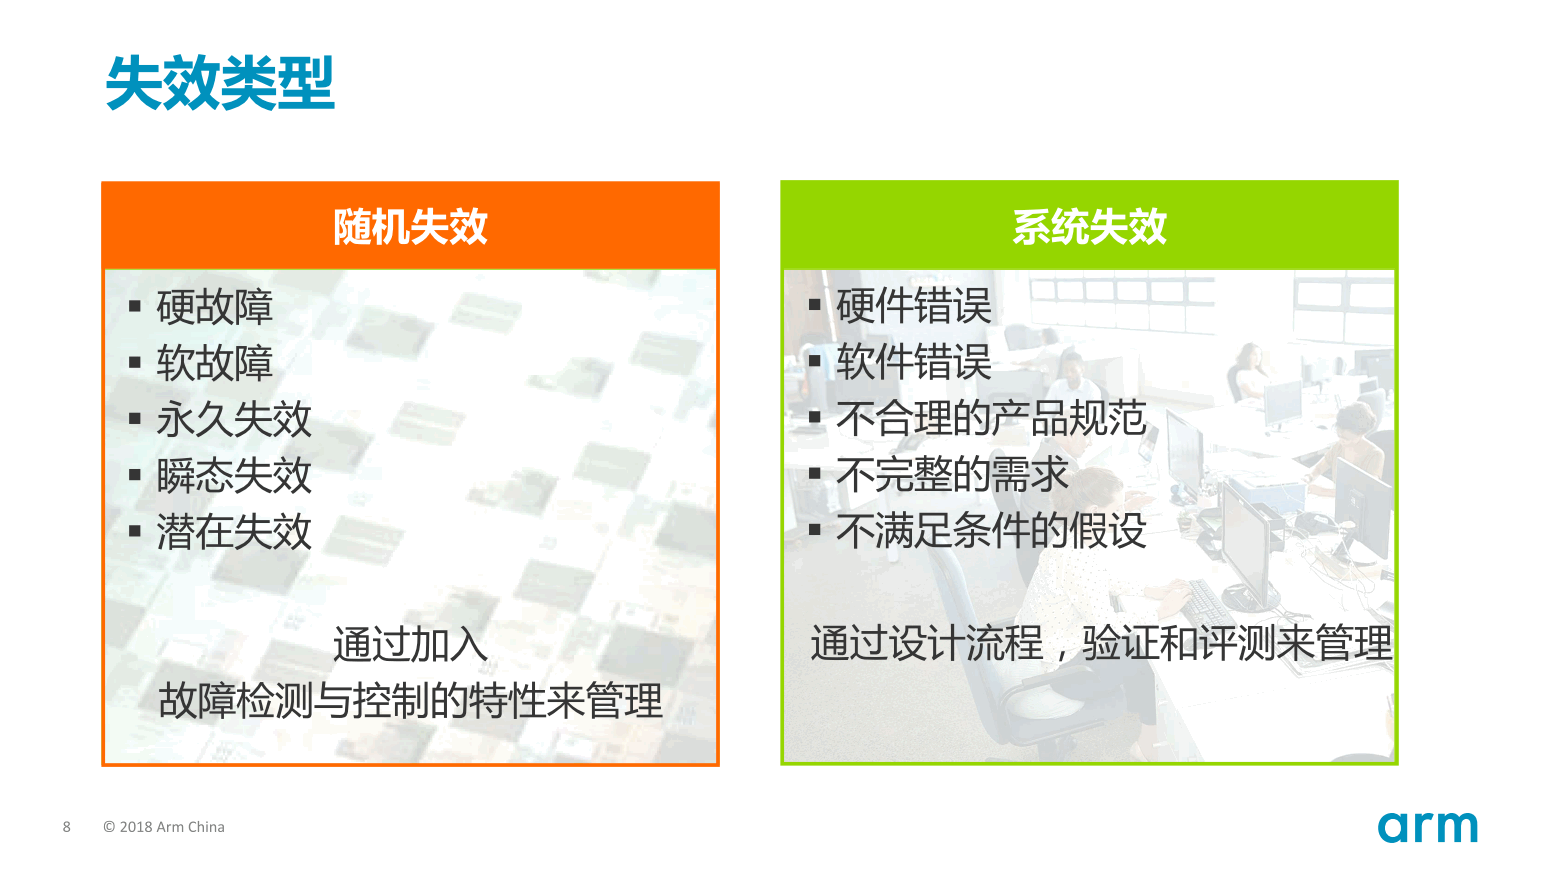 失效类型
随机失效
▪ 硬故障
▪ 软故障
▪ 永久失效
▪ 瞬态失效
▪ 潜在失效
通过加入
故障检测与控制的特性来管理
系统失效
▪ 硬件错误
▪ 软件错误
▪ 不合理的产品规范
▪ 不完整的需求
▪ 不满足条件的假设
通过设计流程，验证和评测来管理
8 © 2018 Arm China
arm